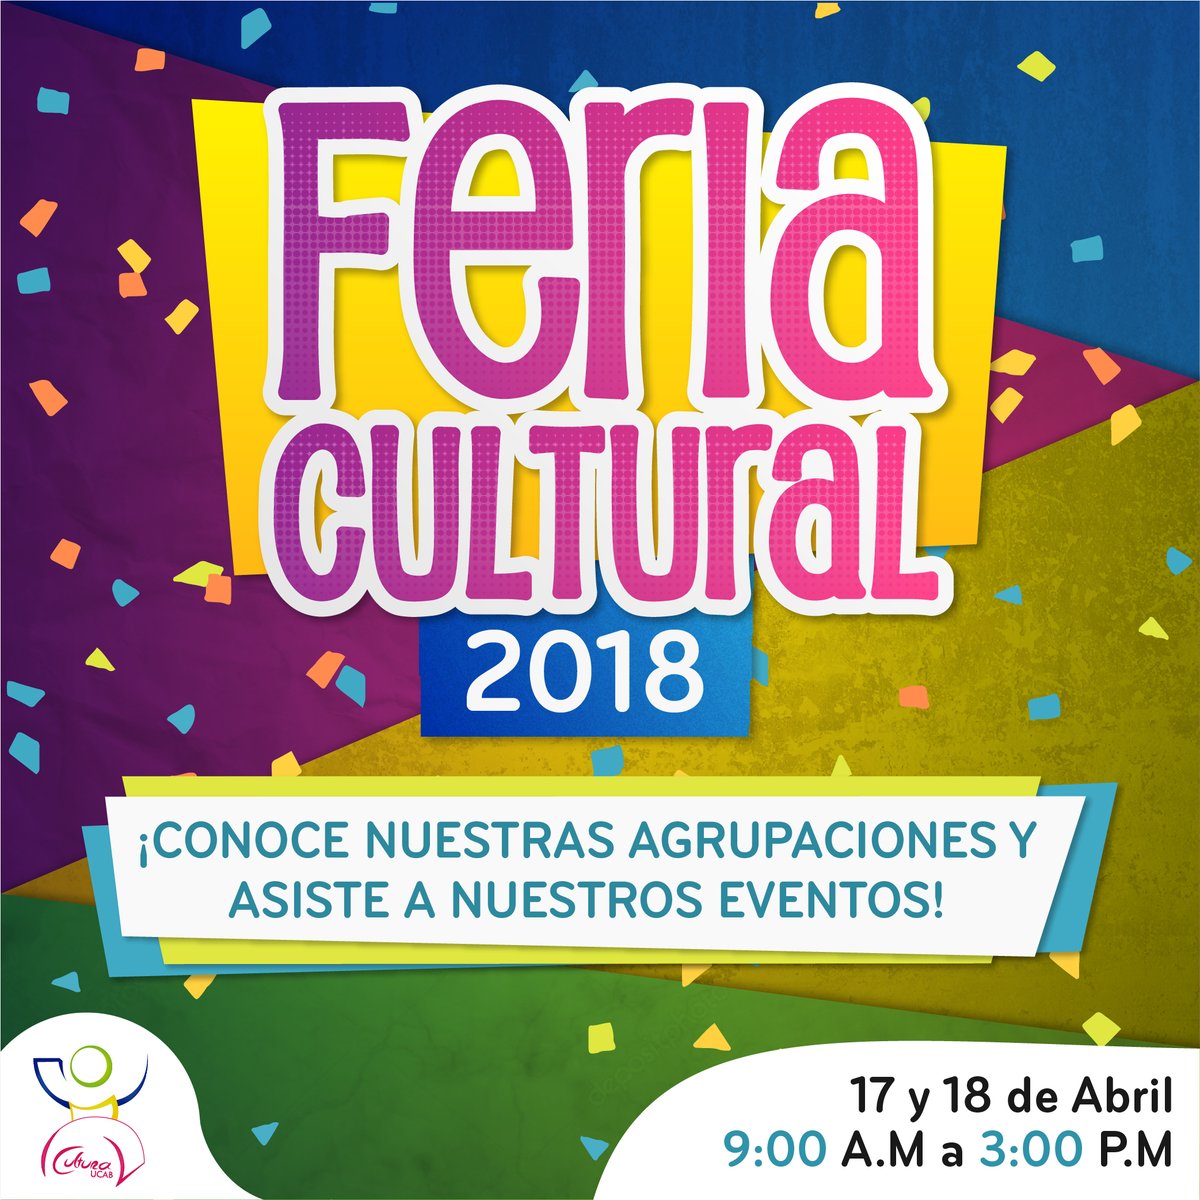 Feria
Cultural
2018
¡CONOCE NUESTRAS AGRUPACIONES Y
ASISTE A NUESTROS EVENTOS!
17 y 18 de Abril
9:00 A.M a 3:00 P.M
Cultura
UCAB